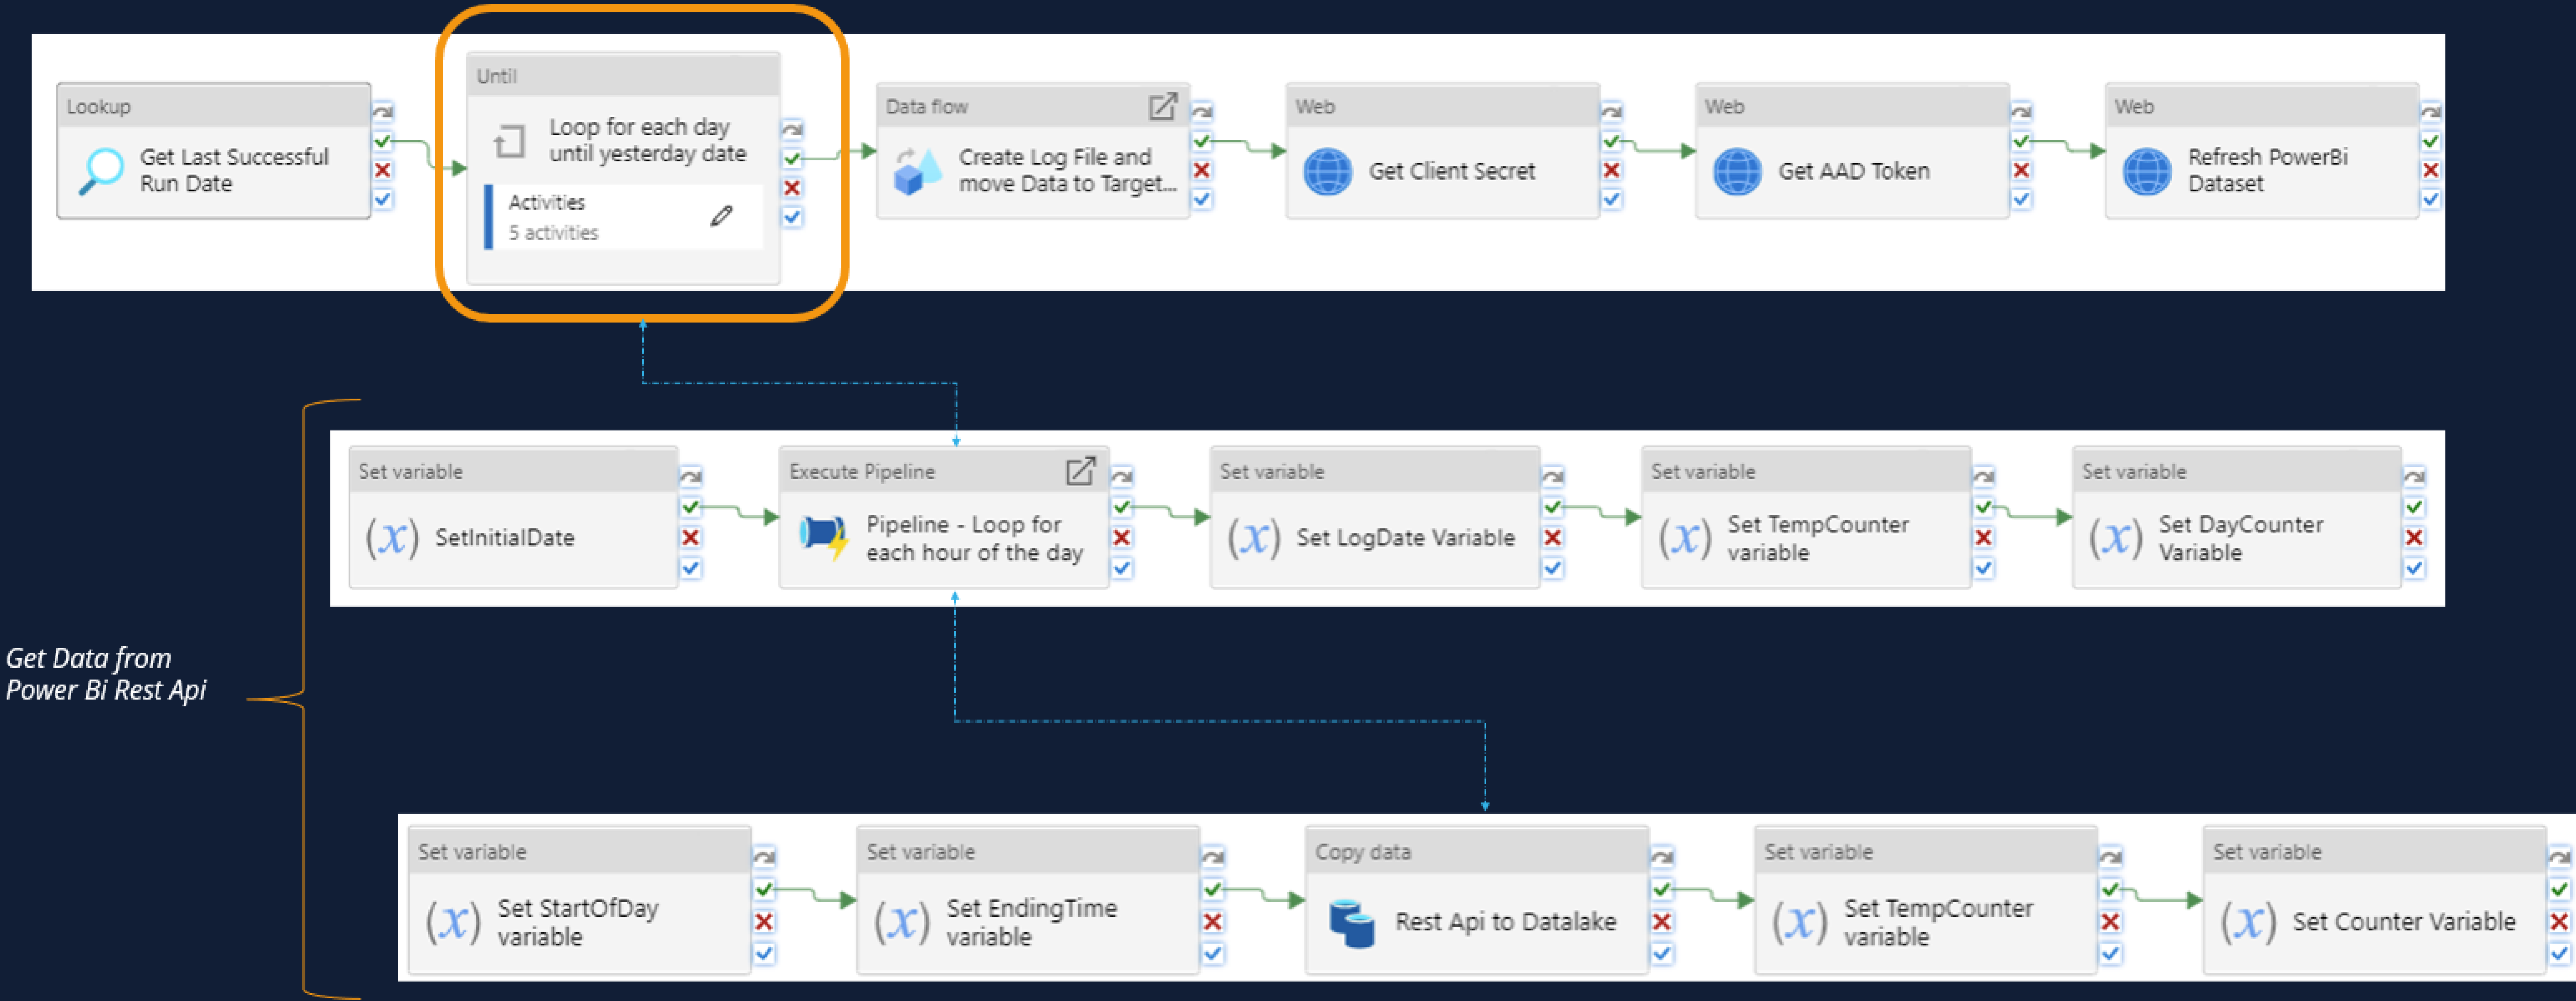 Lookup
Get Last Successful
Run Date
Until
Loop for each day
until yesterday date
Activities
5 activities
Data flow
Create Log File and
move Data to Target...
Web
Get Client Secret
Web
Get AAD Token
Web
Refresh PowerBi
Dataset
Get Data from
Power Bi Rest Api
Set variable
(x) SetInitialDate
Execute Pipeline
Pipeline - Loop for
each hour of the day
Set variable
(x) Set LogDate Variable
Set variable
(x) Set TempCounter
variable
Set variable
(x) Set DayCounter
Variable
Set variable
(x) Set StartOfDay
variable
Set variable
(x) Set EndingTime
variable
Copy data
Rest Api to Datalake
Set variable
(x) Set TempCounter
variable
Set variable
(x) Set Counter Variable